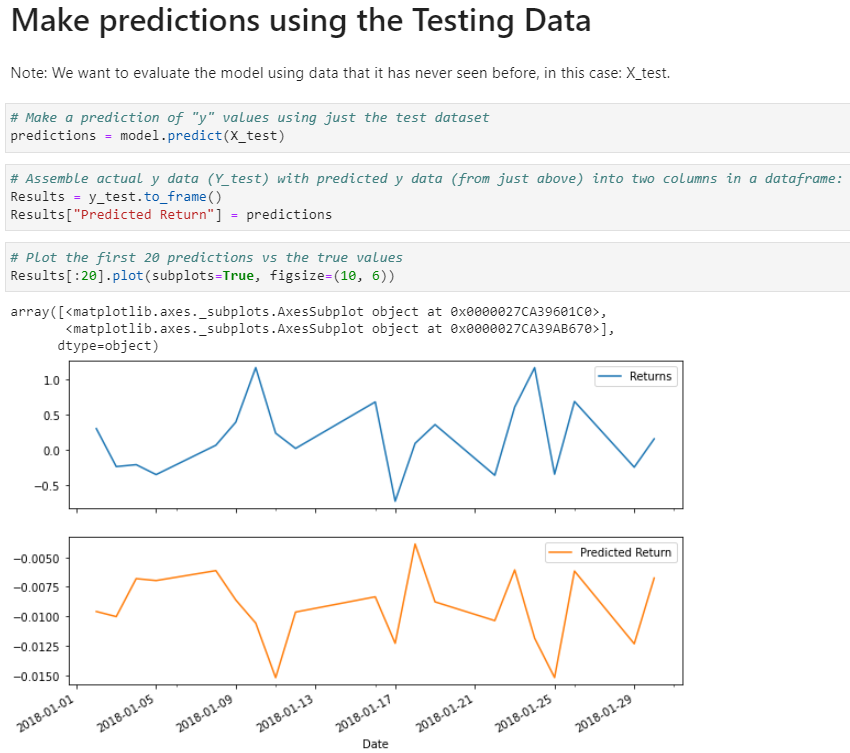 Make predictions using the Testing Data
Note: We want to evaluate the model using data that it has never seen before, in this case: X_test.
# Make a prediction of "y" values using just the test dataset
predictions = model.predict(X_test)
# Assemble actual y data (Y_test) with predicted y data (from just above) into two columns in a dataframe:
Results = y_test.to_frame()
Results["Predicted Return"] = predictions
# Plot the first 20 predictions vs the true values
Results[:20].plot(subplots=True, figsize=(10, 6))
array([<matplotlib.axes._subplots.AxesSubplot object at 0x0000027CA39601C0>,
<matplotlib.axes._subplots.AxesSubplot object at 0x0000027CA39AB670>],
dtype=object)
Returns
1.0
0.5
0.0
−0.5
Predicted Return
−0.0050
−0.0075
−0.0100
−0.0125
−0.0150
2018-01-01 2018-01-05 2018-01-09 2018-01-13 2018-01-17 2018-01-21 2018-01-25 2018-01-29
Date